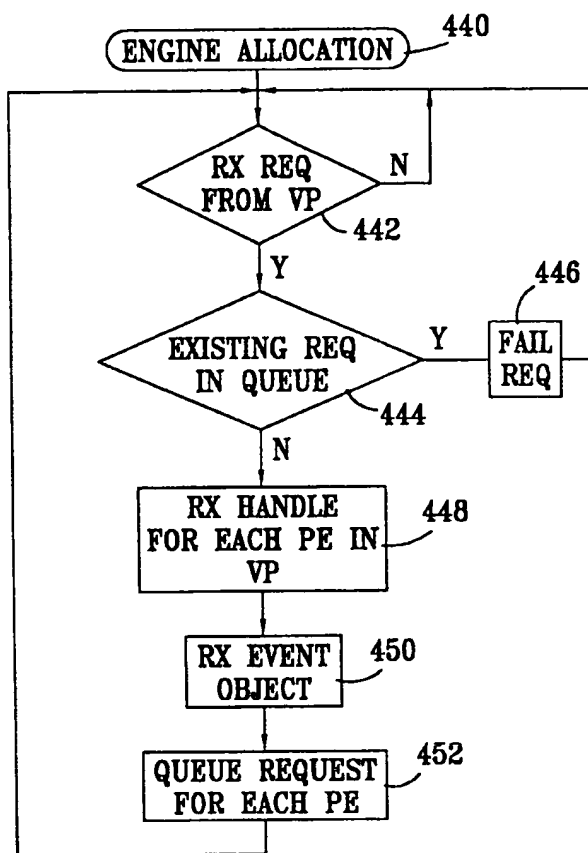 ENGINE ALLOCATION
440
RX REQ
FROM VP
N
442
Y
446
EXISTING REQ
IN QUEUE
Y
FAIL
REQ
444
N
RX HANDLE
FOR EACH PE IN
VP
448
RX EVENT
OBJECT
450
QUEUE REQUEST
FOR EACH PE
452